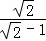 √2 / (√2 − 1)